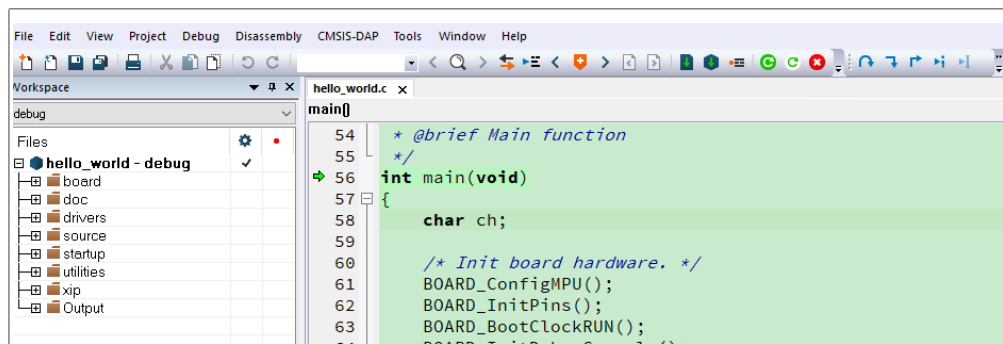 File Edit View Project Debug Disassembly CMSIS-DAP Tools Window Help
Workspace
debug
Files
hello_world - debug
board
doc
drivers
source
startup
utilities
xip
Output
hello_world.c
main()
54 * @brief Main function
55 */
56 int main(void)
57 {
58 char ch;
59
60 /* Init board hardware. */
61 BOARD_ConfigMPU();
62 BOARD_InitPins();
63 BOARD_BootClockRUN();